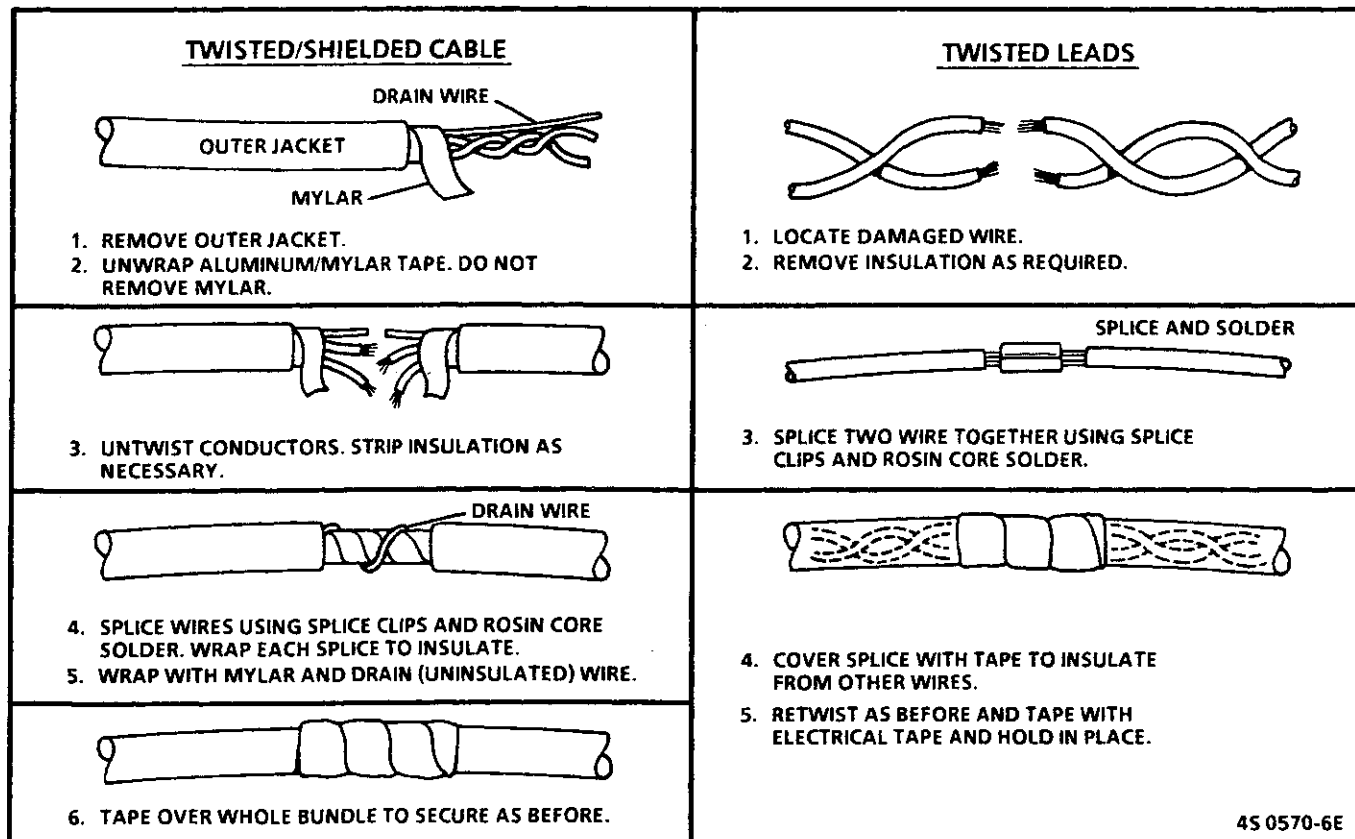 TWISTED/SHIELDED CABLE
DRAIN WIRE
OUTER JACKET
MYLAR
1. REMOVE OUTER JACKET.
2. UNWRAP ALUMINUM/MYLAR TAPE. DO NOT
REMOVE MYLAR.
3. UNTWIST CONDUCTORS. STRIP INSULATION AS
NECESSARY.
DRAIN WIRE
4. SPLICE WIRES USING SPLICE CLIPS AND ROSIN CORE
SOLDER. WRAP EACH SPLICE TO INSULATE.
5. WRAP WITH MYLAR AND DRAIN (UNINSULATED) WIRE.
6. TAPE OVER WHOLE BUNDLE TO SECURE AS BEFORE.
TWISTED LEADS
1. LOCATE DAMAGED WIRE.
2. REMOVE INSULATION AS REQUIRED.
SPLICE AND SOLDER
3. SPLICE TWO WIRE TOGETHER USING SPLICE
CLIPS AND ROSIN CORE SOLDER.
4. COVER SPLICE WITH TAPE TO INSULATE
FROM OTHER WIRES.
5. RETWIST AS BEFORE AND TAPE WITH
ELECTRICAL TAPE AND HOLD IN PLACE.
4S 0570-6E